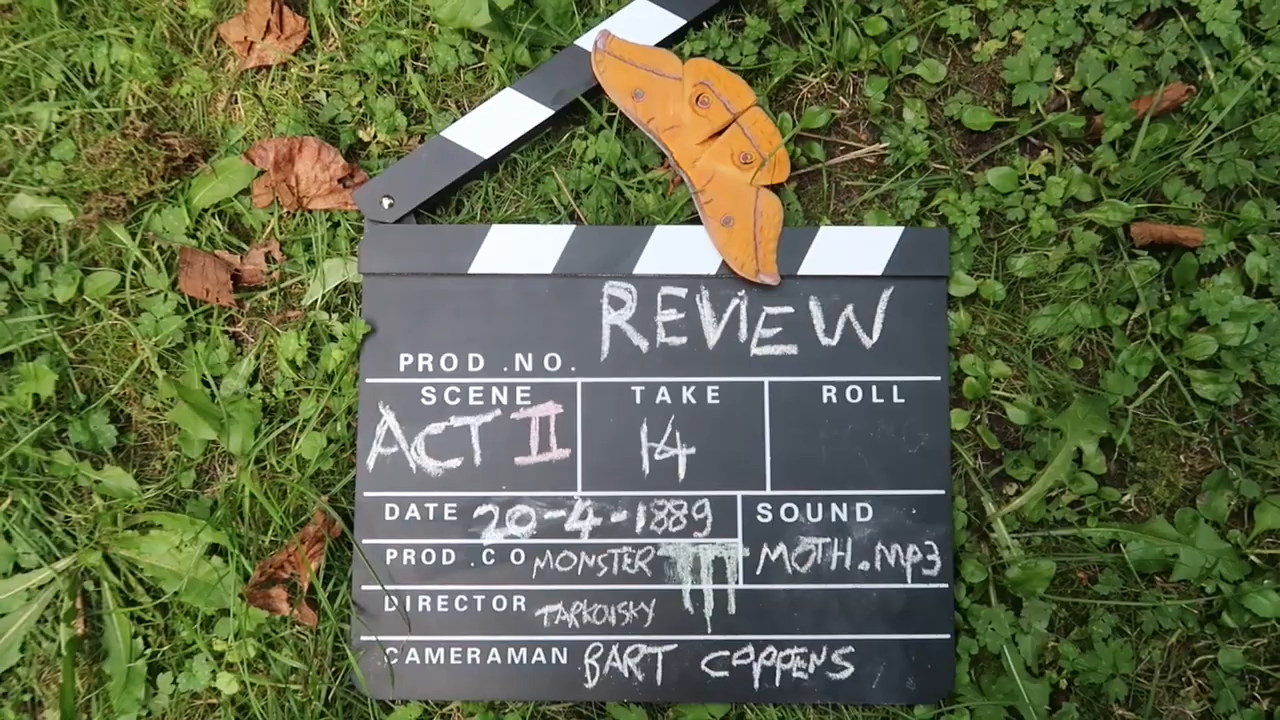 REVIEW
PROD .NO.
SCENE TAKE ROLL
ACT II 14
DATE 20-4-1889 SOUND
PROD .CO MONSTER MOTH.mp3
DIRECTOR TARKOVSKY
CAMERAMAN BART COPPENS